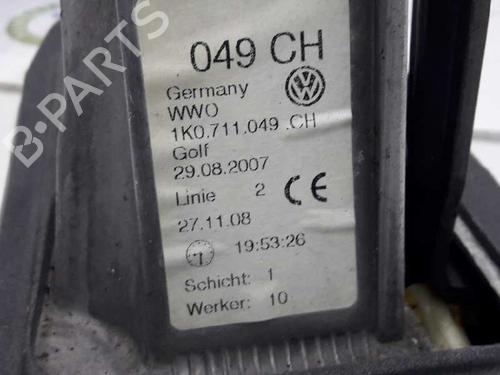 049 CH
Germany
WWO
1K0.711.049 .CH
Golf
29.08.2007
Linie 2 CE
27.11.08
19:53:26
Schicht: 1
Werker: 10